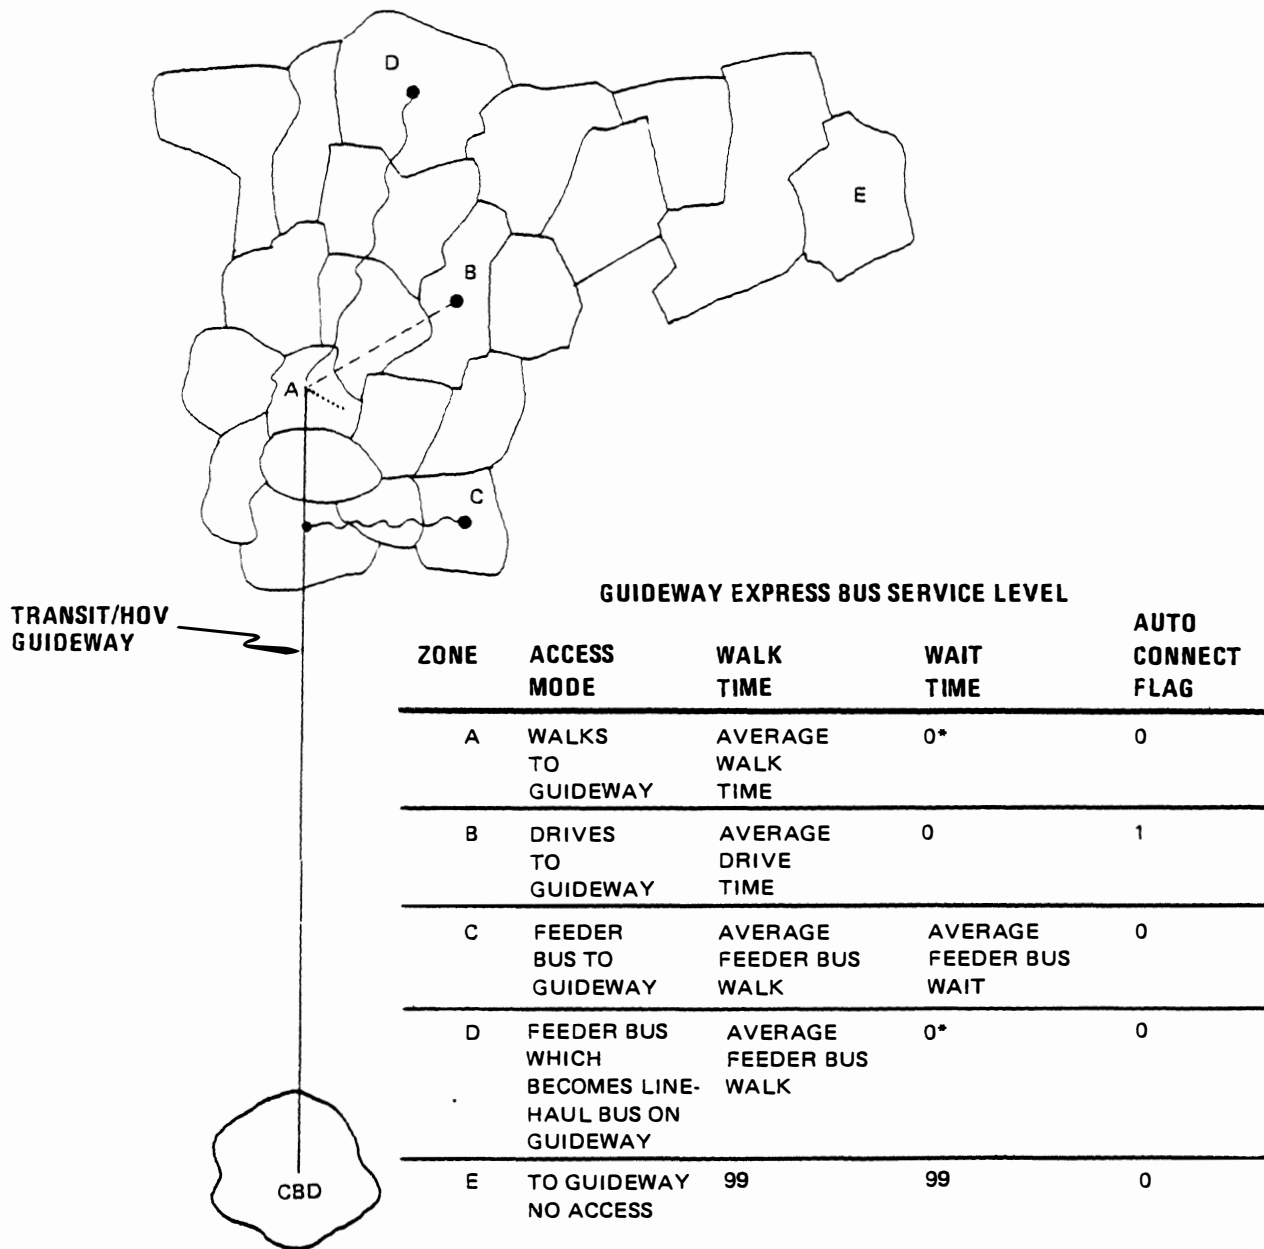 D
E
B
A
C
TRANSIT/HOV
GUIDEWAY
GUIDEWAY EXPRESS BUS SERVICE LEVEL
ZONE ACCESS MODE WALK TIME WAIT TIME AUTO CONNECT FLAG
A WALKS TO GUIDEWAY AVERAGE WALK TIME 0* 0
B DRIVES TO GUIDEWAY AVERAGE DRIVE TIME 0 1
C FEEDER BUS TO GUIDEWAY AVERAGE FEEDER BUS WALK AVERAGE FEEDER BUS WAIT 0
D FEEDER BUS WHICH BECOMES LINE-HAUL BUS ON GUIDEWAY AVERAGE FEEDER BUS WALK 0* 0
E TO GUIDEWAY NO ACCESS 99 99 0
CBD